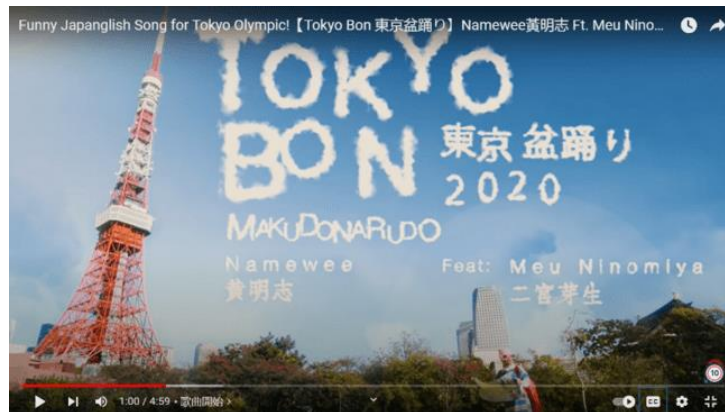 Funny Japanglish Song for Tokyo Olympic!【Tokyo Bon 東京盆踊り】Namewee黃明志 Ft. Meu Nino...
TOKYO
BON
東京盆踊り
2020
MAKUDONARUDO
Namewee
黃明志
Feat: Meu Ninomiya
二宮芽生
10
1:00 / 4:59 • 歌曲開始 ›
CC